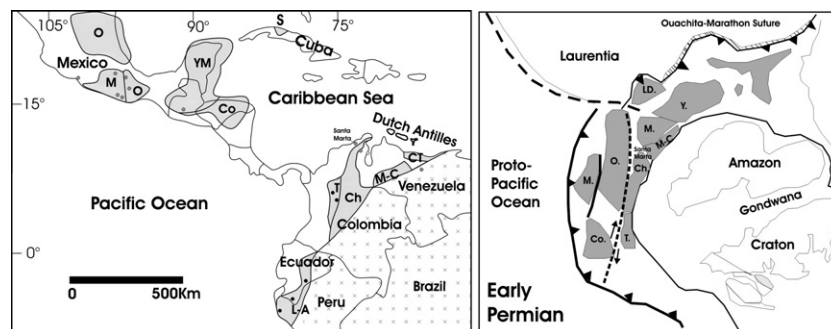 105°
90°
75°
S
O
Cuba
Mexico
YM
M
O
15°
Co
Caribbean Sea
Dutch Antilles
Santa
Marta
CT
M-C
T
Venezuela
Ch
Pacific Ocean
Colombia
0°
Ecuador
Brazil
0
500Km
L-A
Peru
Ouachita-Marathon Suture
Laurentia
LD.
Y.
M.
M-C
Santa
Marta
O.
Ch
Amazon
Proto-
Pacific
Ocean
M.
Gondwana
Co.
T.
Craton
Early
Permian